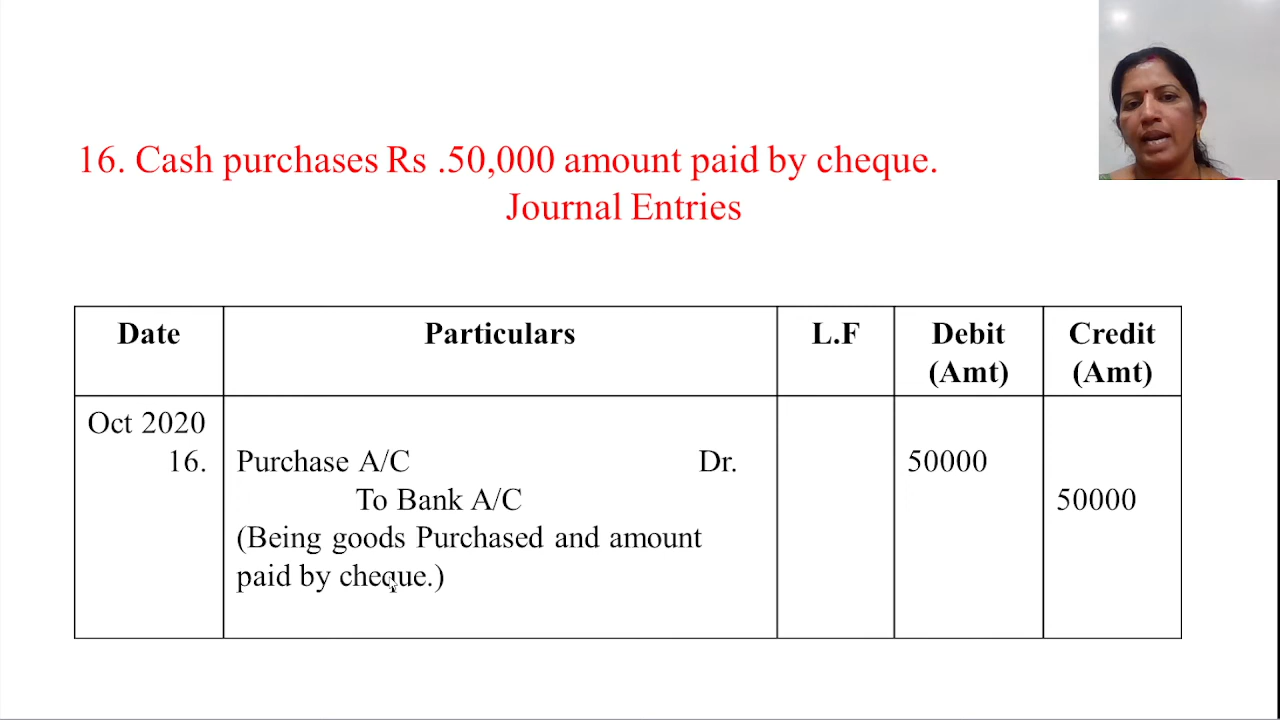 16. Cash purchases Rs .50,000 amount paid by cheque.
Journal Entries
Date Particulars L.F Debit (Amt) Credit (Amt)
Oct 2020
16. Purchase A/C Dr. 50000
To Bank A/C 50000
(Being goods Purchased and amount
paid by cheque.)